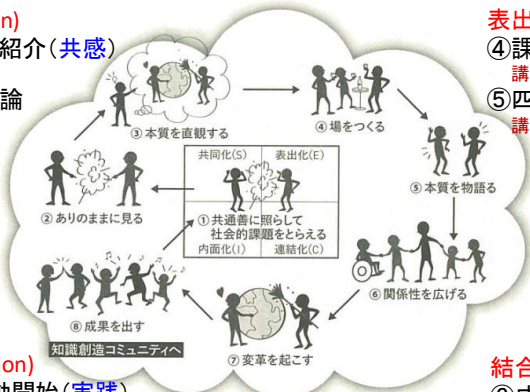 n)
紹介（共感）
論
表出
④課
講
⑤四
講
③ 本質を直観する
④ 場をつくる
共同化(S)
表出化(E)
② ありのままに見る
① 共通善に照らして
社会的課題をとらえる
⑤ 本質を物語る
内面化(I)
連結化(C)
⑥ 関係性を広げる
⑧ 成果を出す
知識創造コミュニティへ
⑦ 変革を起こす
on)
動開始（実践）
結合